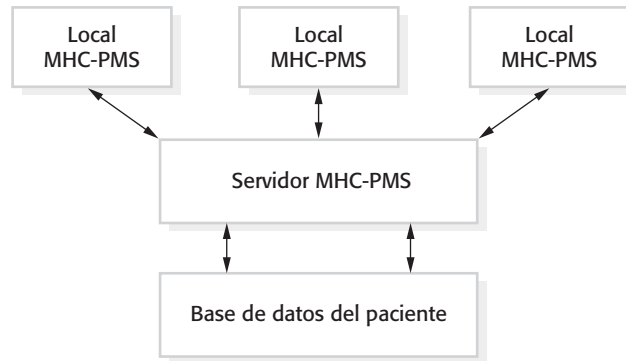 Local
MHC-PMS
Local
MHC-PMS
Local
MHC-PMS
Servidor MHC-PMS
Base de datos del paciente